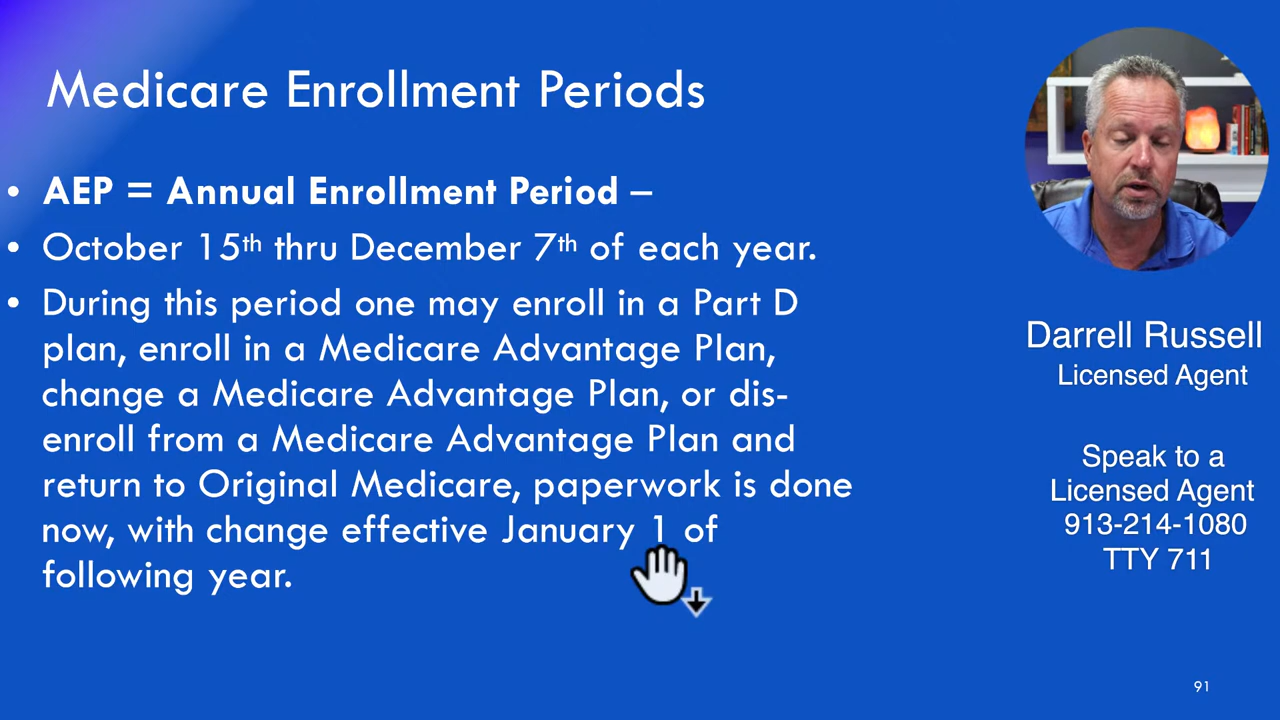 Medicare Enrollment Periods
• AEP = Annual Enrollment Period –
• October 15th thru December 7th of each year.
• During this period one may enroll in a Part D
plan, enroll in a Medicare Advantage Plan,
change a Medicare Advantage Plan, or dis-
enroll from a Medicare Advantage Plan and
return to Original Medicare, paperwork is done
now, with change effective January 1 of
following year.
Darrell Russell
Licensed Agent
Speak to a
Licensed Agent
913-214-1080
TTY 711
91